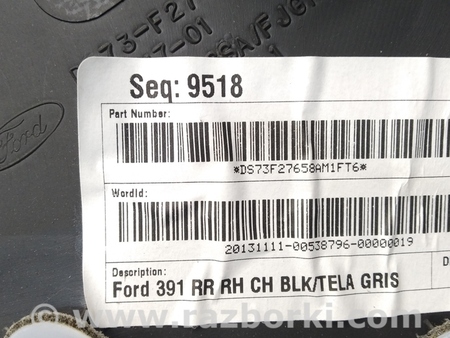 Ford
Seq: 9518
Part Number:
*DS73F27658AM1FT6*
WordId:
20131111-00538796-00000019
Description:
Ford 391 RR RH CH BLK/TELA GRIS
www.razborki.com